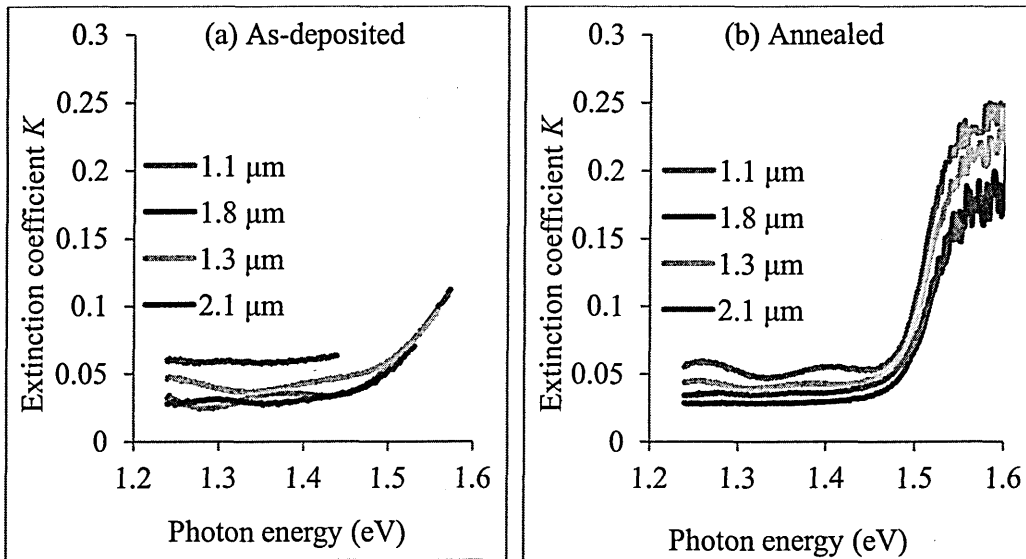 (a) As-deposited
Extinction coefficient K
0.3
0.25
0.2
0.15
0.1
0.05
0
1.1 μm
1.8 μm
1.3 μm
2.1 μm
1.2
1.3
1.4
1.5
1.6
Photon energy (eV)
(b) Annealed
Extinction coefficient K
0.3
0.25
0.2
0.15
0.1
0.05
0
1.1 μm
1.8 μm
1.3 μm
2.1 μm
1.2
1.3
1.4
1.5
1.6
Photon energy (eV)